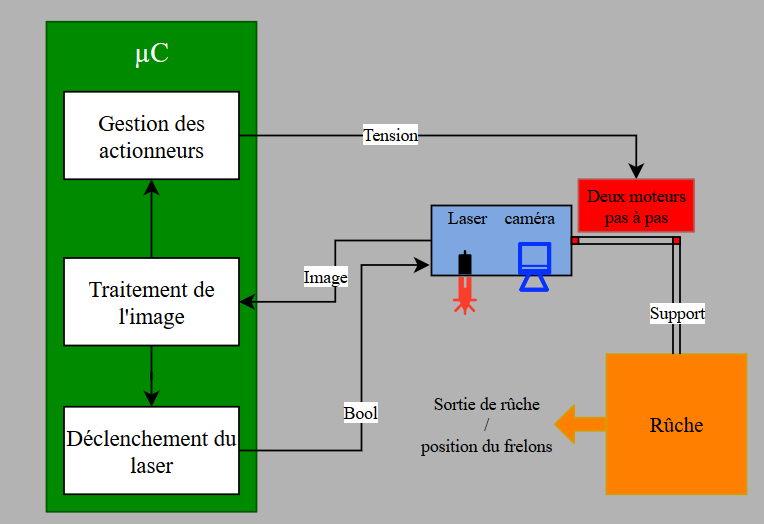 µC
Gestion des
actionneurs
Tension
Deux moteurs
pas à pas
Laser caméra
Traitement de
l'image
Image
Support
Bool
Déclenchement du
laser
Sortie de rûche
/
position du frelons
Rûche